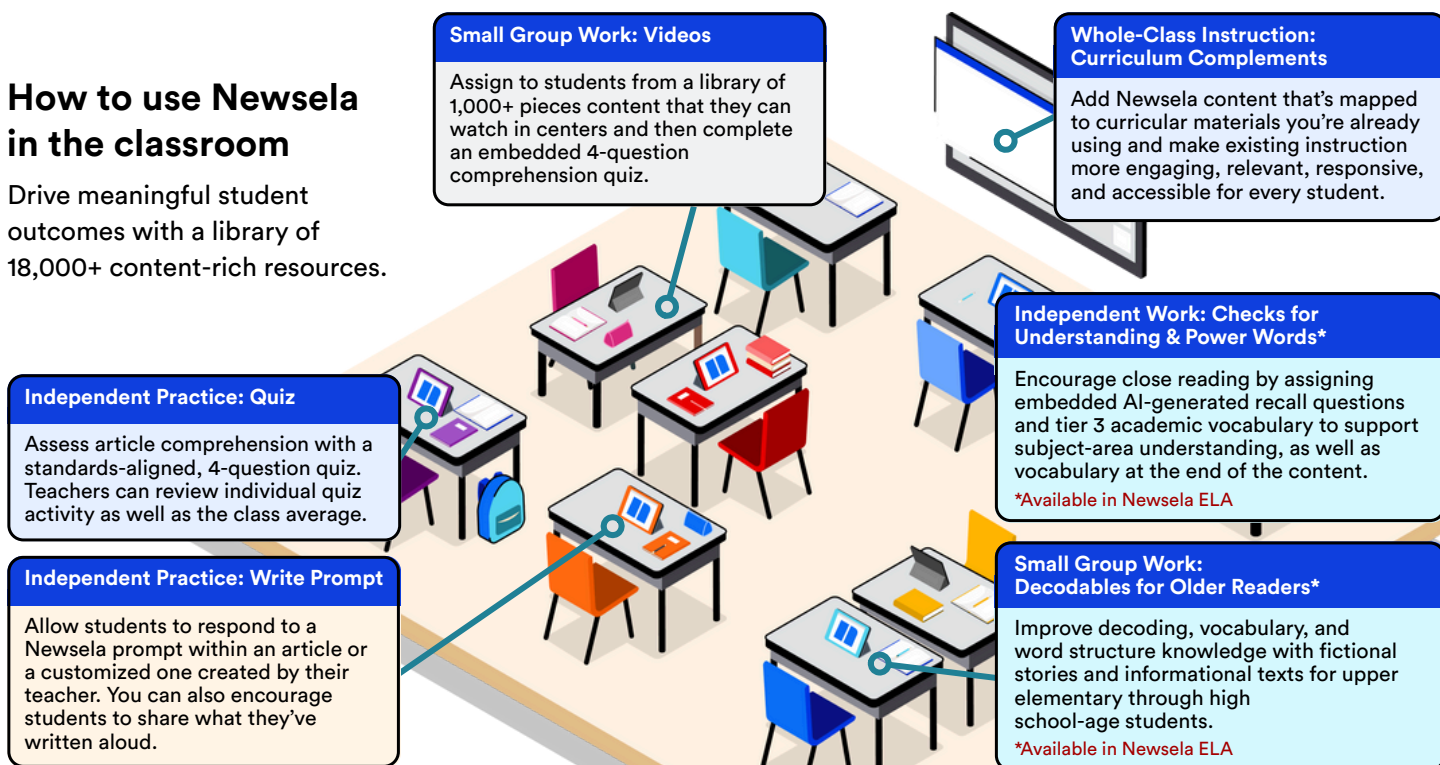 How to use Newsela
in the classroom
Drive meaningful student
outcomes with a library of
18,000+ content-rich resources.
Small Group Work: Videos
Assign to students from a library of
1,000+ pieces content that they can
watch in centers and then complete
an embedded 4-question
comprehension quiz.
Whole-Class Instruction:
Curriculum Complements
Add Newsela content that's mapped
to curricular materials you're already
using and make existing instruction
more engaging, relevant, responsive,
and accessible for every student.
Independent Work: Checks for
Understanding & Power Words*
Encourage close reading by assigning
embedded AI-generated recall questions
and tier 3 academic vocabulary to support
subject-area understanding, as well as
vocabulary at the end of the content.
*Available in Newsela ELA
Independent Practice: Quiz
Assess article comprehension with a
standards-aligned, 4-question quiz.
Teachers can review individual quiz
activity as well as the class average.
Independent Practice: Write Prompt
Allow students to respond to a
Newsela prompt within an article or
a customized one created by their
teacher. You can also encourage
students to share what they've
written aloud.
Small Group Work:
Decodables for Older Readers*
Improve decoding, vocabulary, and
word structure knowledge with fictional
stories and informational texts for upper
elementary through high
school-age students.
*Available in Newsela ELA